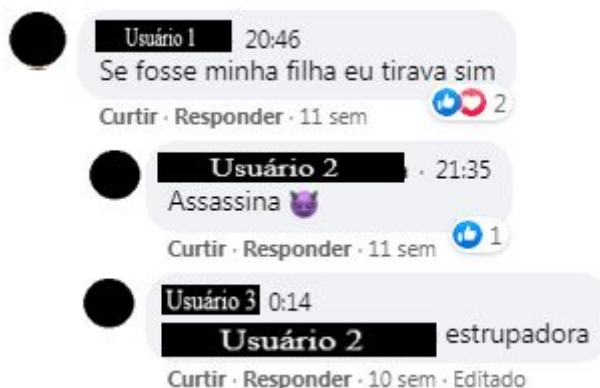 Usuário 1 20:46
Se fosse minha filha eu tirava sim
2
Curtir · Responder · 11 sem
Usuário 2 · 21:35
Assassina 😈
1
Curtir · Responder · 11 sem
Usuário 3 0:14
Usuário 2 estrupadora
Curtir · Responder · 10 sem · Editado